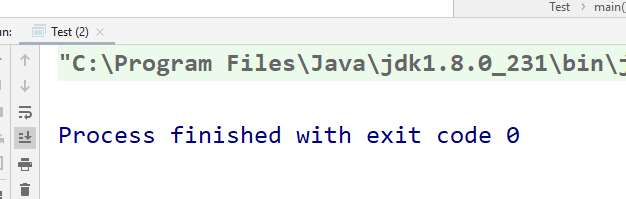 Test › main(
un: Test (2) ×
"C:\Program Files\Java\jdk1.8.0_231\bin\j
Process finished with exit code 0